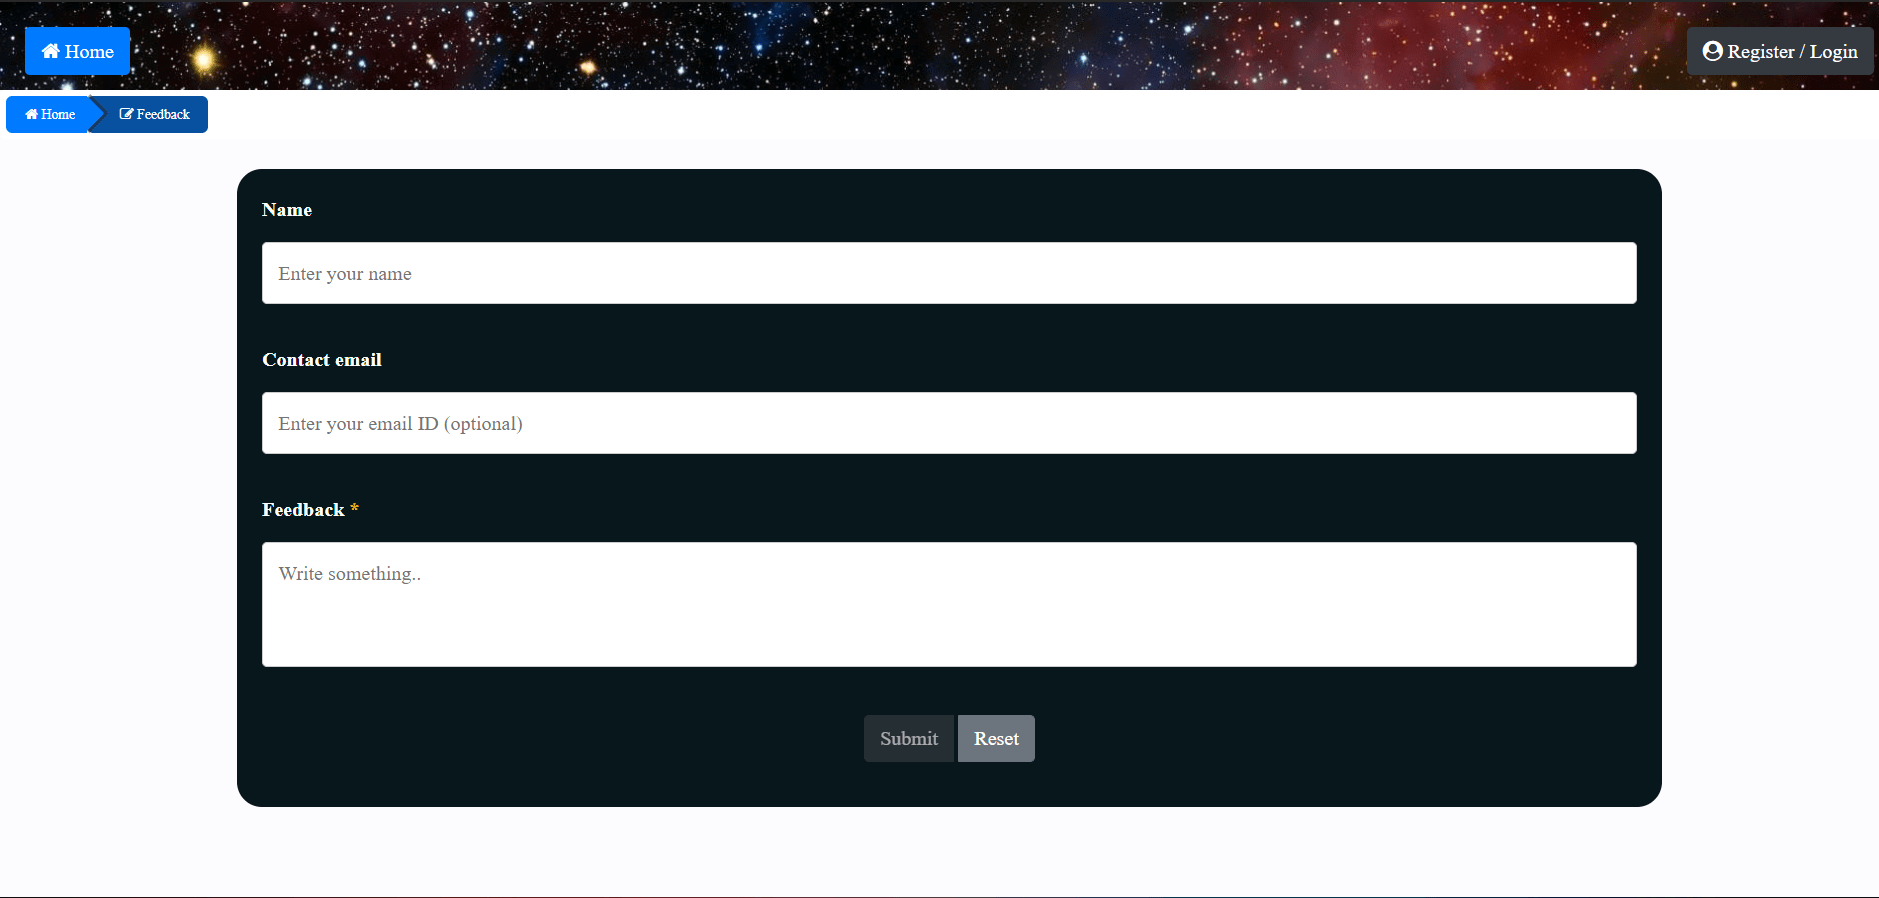 Home
Register / Login
Home
Feedback
Name
Enter your name
Contact email
Enter your email ID (optional)
Feedback *
Write something..
Submit
Reset